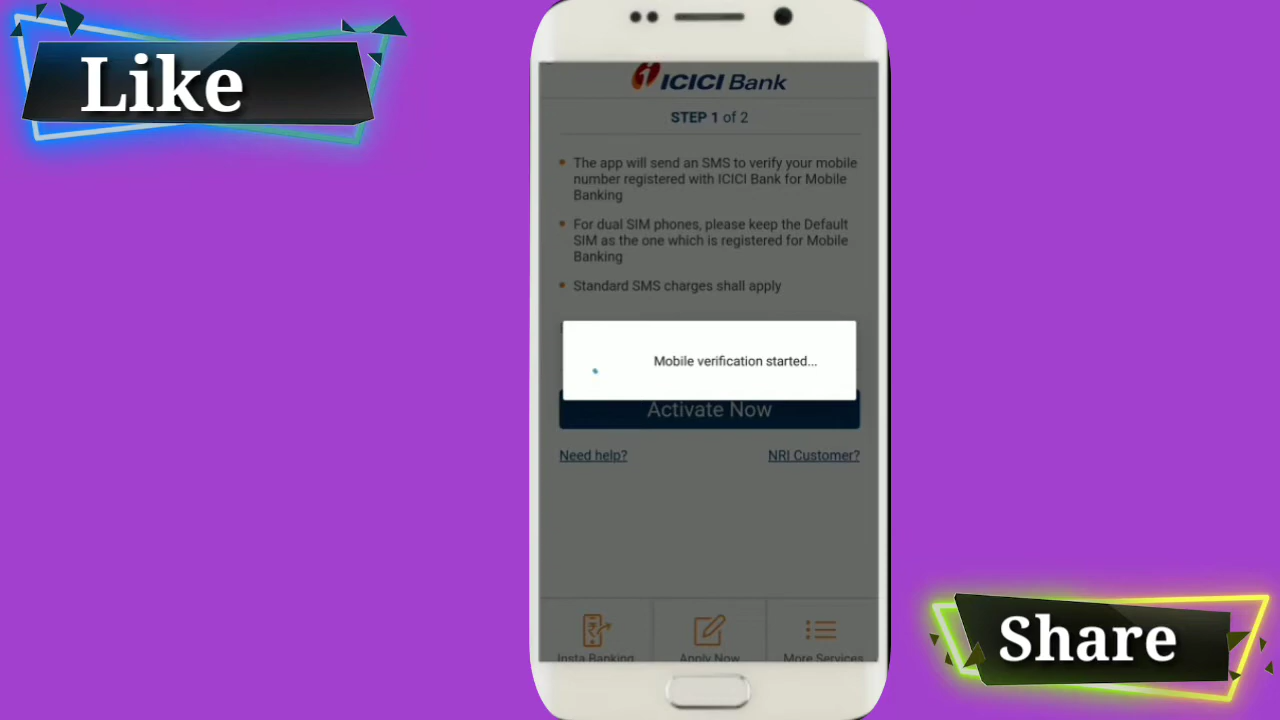 Like
ICICI Bank
STEP 1 of 2
The app will send an SMS to verify your mobile
number registered with ICICI Bank for Mobile
Banking
For dual SIM phones, please keep the Default
SIM as the one which is registered for Mobile
Banking
Standard SMS charges shall apply
Mobile verification started...
Activate Now
Need help? NRI Customer?
Insta Banking Apply Now More Services
Share